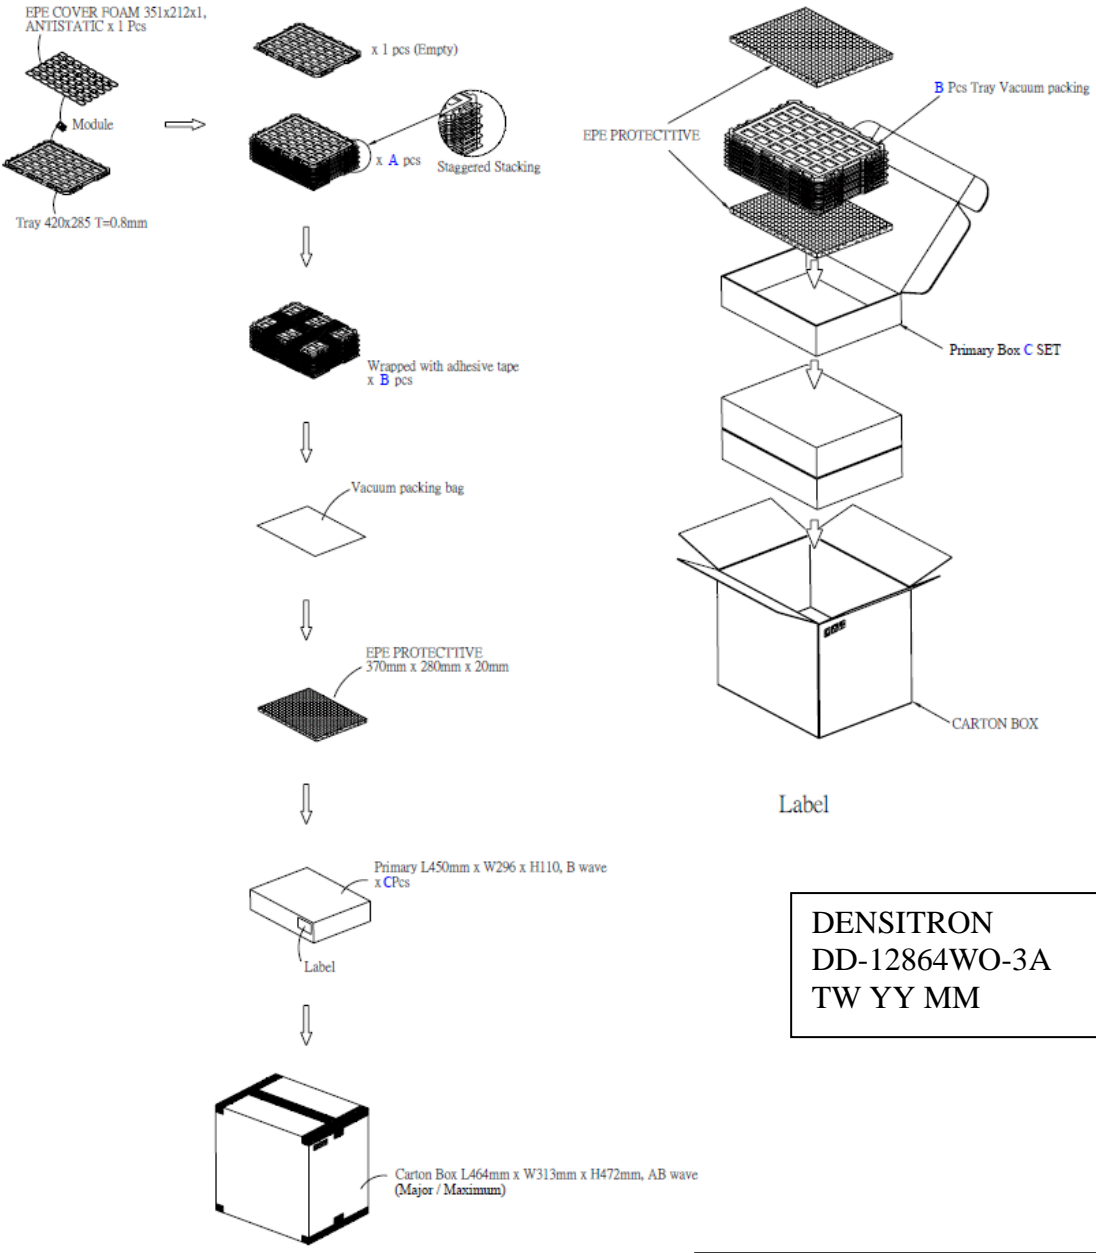 EPE COVER FOAM 351x212x1,
ANTISTATIC x 1 Pcs
Module
Tray 420x285 T=0.8mm
x 1 pcs (Empty)
x A pcs
Staggered Stacking
Wrapped with adhesive tape
x B pcs
Vacuum packing bag
EPE PROTECTTIVE
370mm x 280mm x 20mm
Primary L450mm x W296 x H110, B wave
x CPcs
Label
Carton Box L464mm x W313mm x H472mm, AB wave
(Major / Maximum)
B Pcs Tray Vacuum packing
EPE PROTECTTIVE
Primary Box C SET
CARTON BOX
Label
DENSITRON
DD-12864WO-3A
TW YY MM